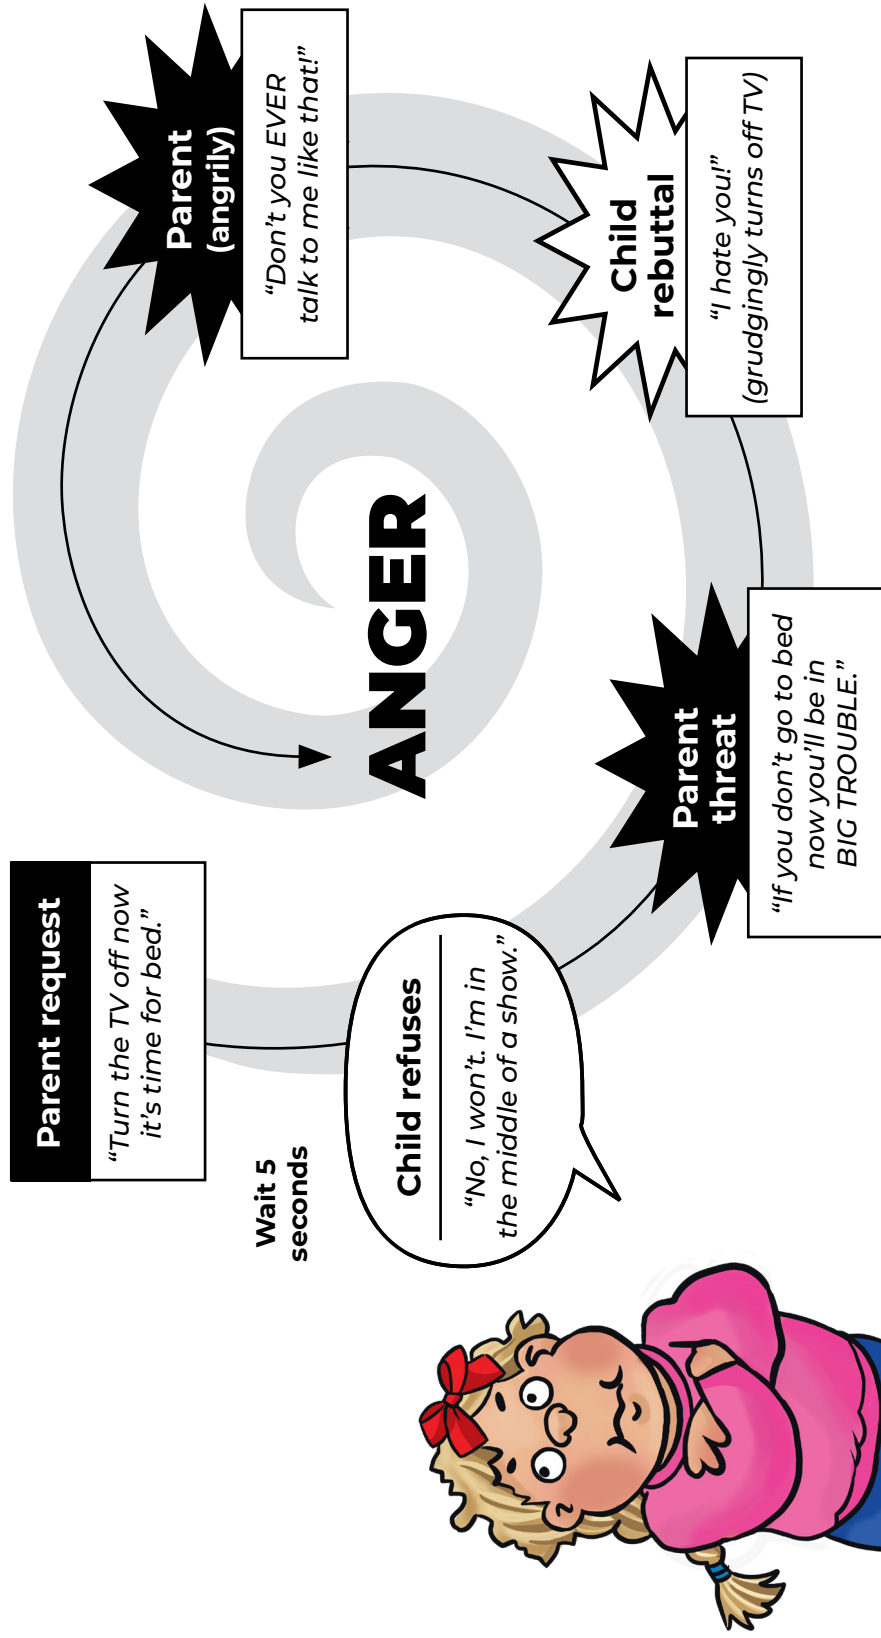 Parent request
“Turn the TV off now
it’s time for bed.”
Wait 5
seconds
Child refuses
“No, I won’t. I’m in
the middle of a show.”
Parent
threat
“If you don’t go to bed
now you’ll be in
BIG TROUBLE.”
Child
rebuttal
“I hate you!”
(grudgingly turns off TV)
Parent
(angrily)
“Don’t you EVER
talk to me like that!”
ANGER